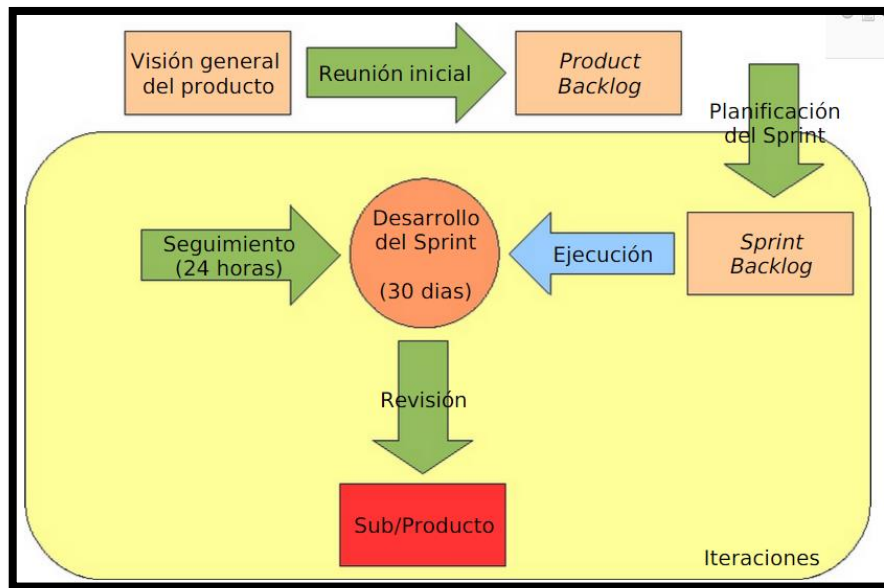 Visión general
del producto
Reunión inicial
Product
Backlog
Planificación
del Sprint
Seguimiento
(24 horas)
Desarrollo
del Sprint
(30 dias)
Ejecución
Sprint
Backlog
Revisión
Sub/Producto
Iteraciones